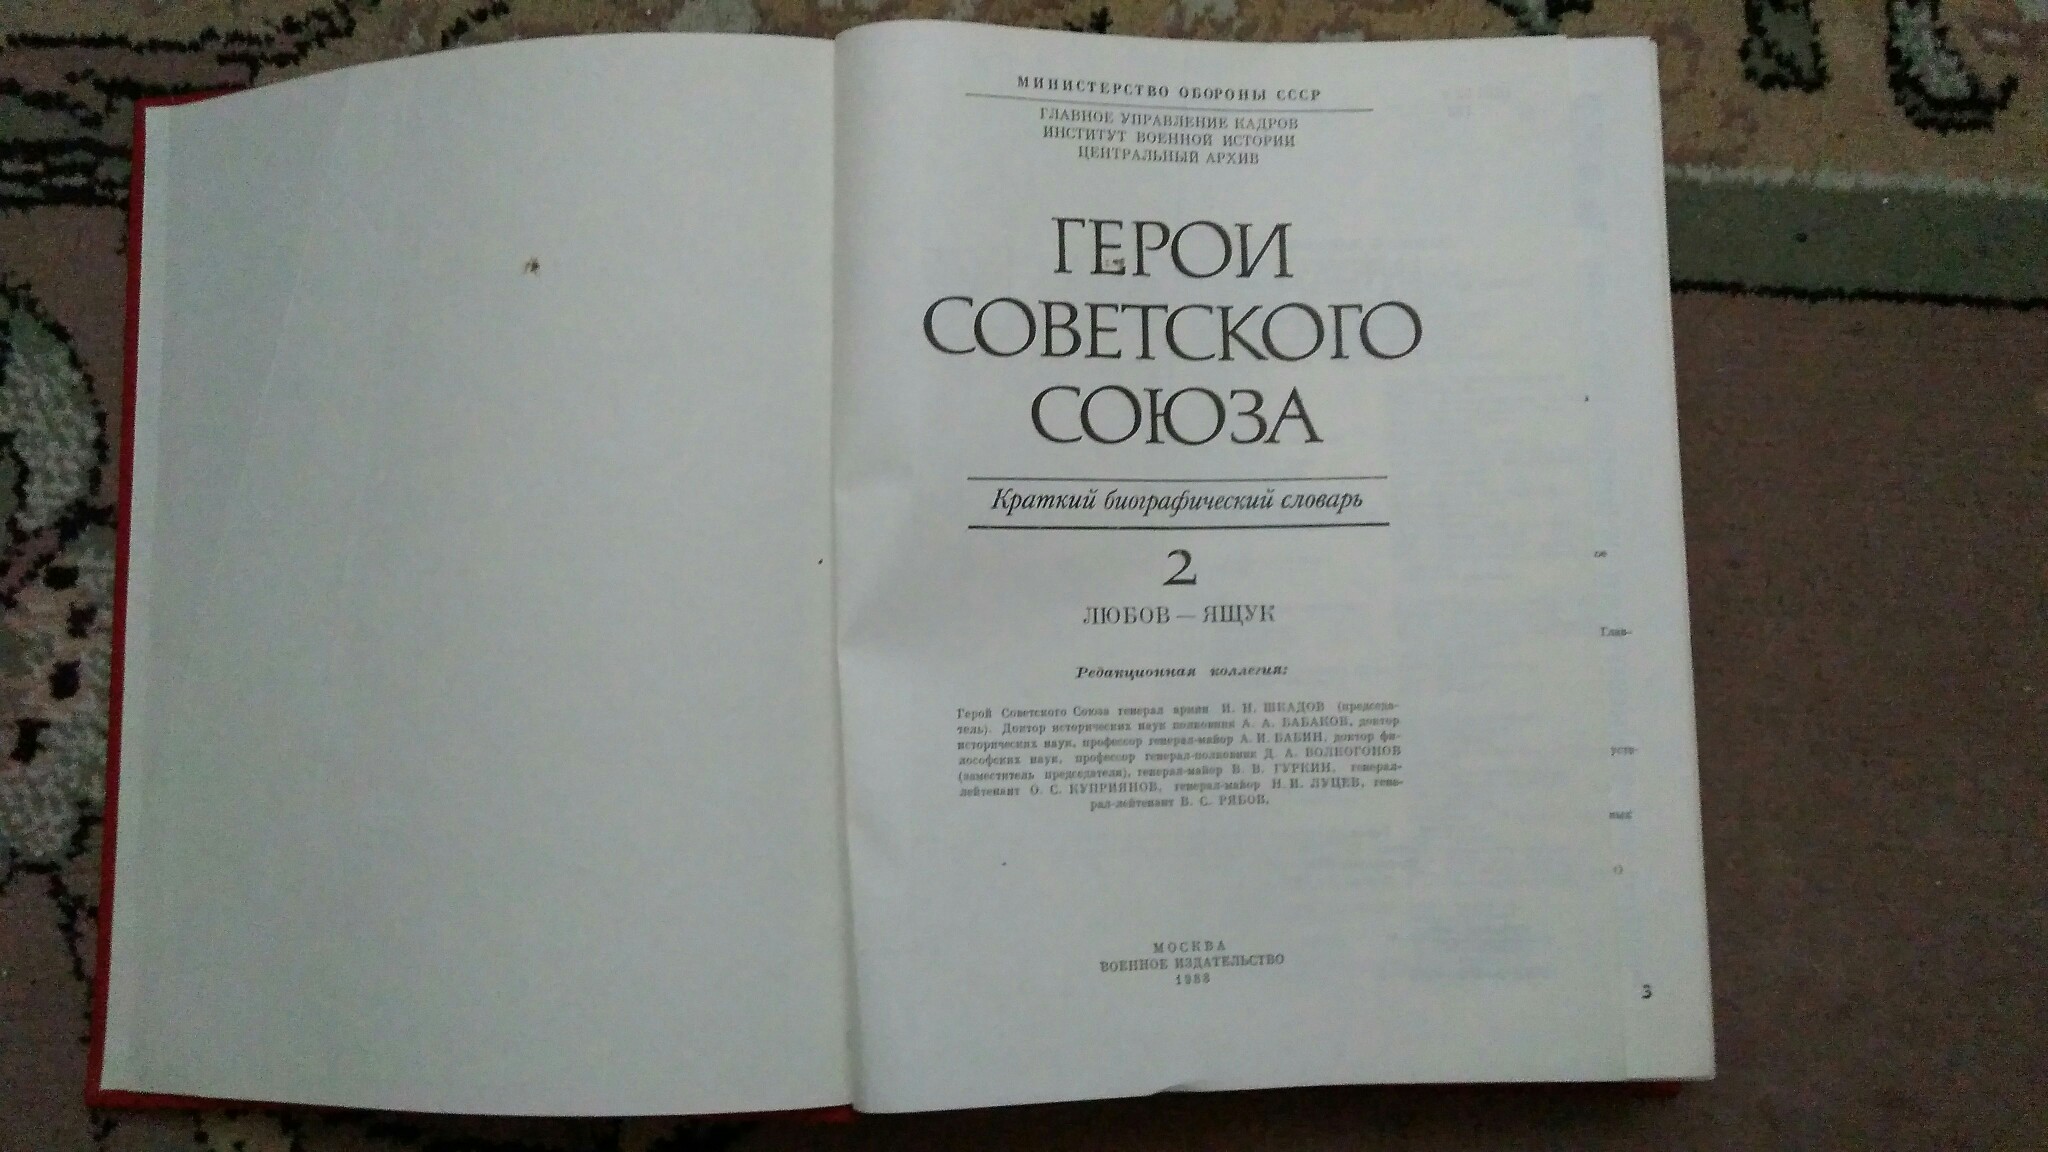 МИНИСТЕРСТВО ОБОРОНЫ СССР
ГЛАВНОЕ УПРАВЛЕНИЕ КАДРОВ
ИНСТИТУТ ВОЕННОЙ ИСТОРИИ
ЦЕНТРАЛЬНЫЙ АРХИВ
ГЕРОИ
СОВЕТСКОГО
СОЮЗА
Краткий биографический словарь
2
ЛЮБОВ — ЯЩУК
Редакционная коллегия:
Герой Советского Союза генерал армии И. Н. ШКАДОВ (председа-
тель). Доктор исторических наук полковник А. А. БАБАКОВ, доктор
исторических наук, профессор генерал-майор А. И. БАБИН, доктор фи-
лософских наук, профессор генерал-полковник Д. А. ВОЛКОГОНОВ
(заместитель председателя), генерал-майор В. В. ГУРКИН, генерал-
лейтенант О. С. КУПРИЯНОВ, генерал-майор Н. И. ЛУЦЕВ, гене-
рал-лейтенант В. С. РЯБОВ.
МОСКВА
ВОЕННОЕ ИЗДАТЕЛЬСТВО
1988
Глав-
усто-
ных
3